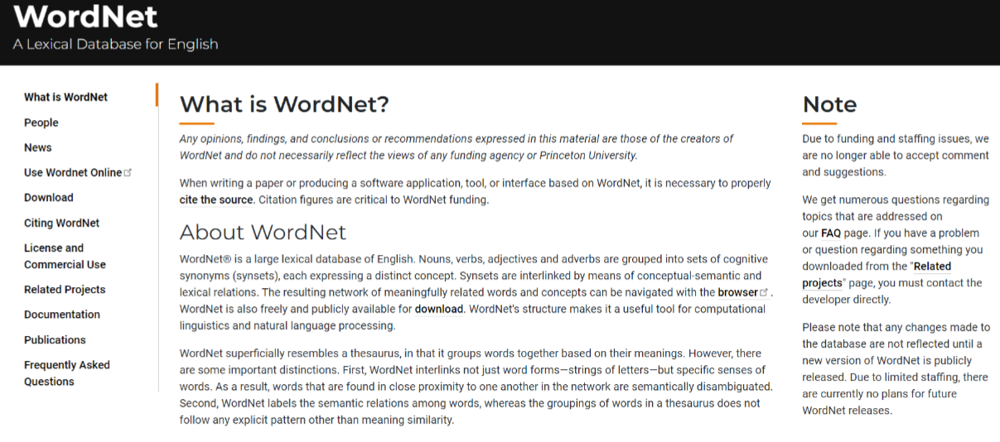 WordNet
A Lexical Database for English
What is WordNet
People
News
Use Wordnet Online
Download
Citing WordNet
License and
Commercial Use
Related Projects
Documentation
Publications
Frequently Asked
Questions
What is WordNet?
Any opinions, findings, and conclusions or recommendations expressed in this material are those of the creators of
WordNet and do not necessarily reflect the views of any funding agency or Princeton University.
When writing a paper or producing a software application, tool, or interface based on WordNet, it is necessary to properly
cite the source. Citation figures are critical to WordNet funding.
About WordNet
WordNet® is a large lexical database of English. Nouns, verbs, adjectives and adverbs are grouped into sets of cognitive
synonyms (synsets), each expressing a distinct concept. Synsets are interlinked by means of conceptual-semantic and
lexical relations. The resulting network of meaningfully related words and concepts can be navigated with the browser.
WordNet is also freely and publicly available for download. WordNet's structure makes it a useful tool for computational
linguistics and natural language processing.
WordNet superficially resembles a thesaurus, in that it groups words together based on their meanings. However, there
are some important distinctions. First, WordNet interlinks not just word forms—strings of letters—but specific senses of
words. As a result, words that are found in close proximity to one another in the network are semantically disambiguated.
Second, WordNet labels the semantic relations among words, whereas the groupings of words in a thesaurus does not
follow any explicit pattern other than meaning similarity.
Note
Due to funding and staffing issues, we
are no longer able to accept comment
and suggestions.
We get numerous questions regarding
topics that are addressed on
our FAQ page. If you have a problem
or question regarding something you
downloaded from the "Related
projects" page, you must contact the
developer directly.
Please note that any changes made to
the database are not reflected until a
new version of WordNet is publicly
released. Due to limited staffing, there
are currently no plans for future
WordNet releases.